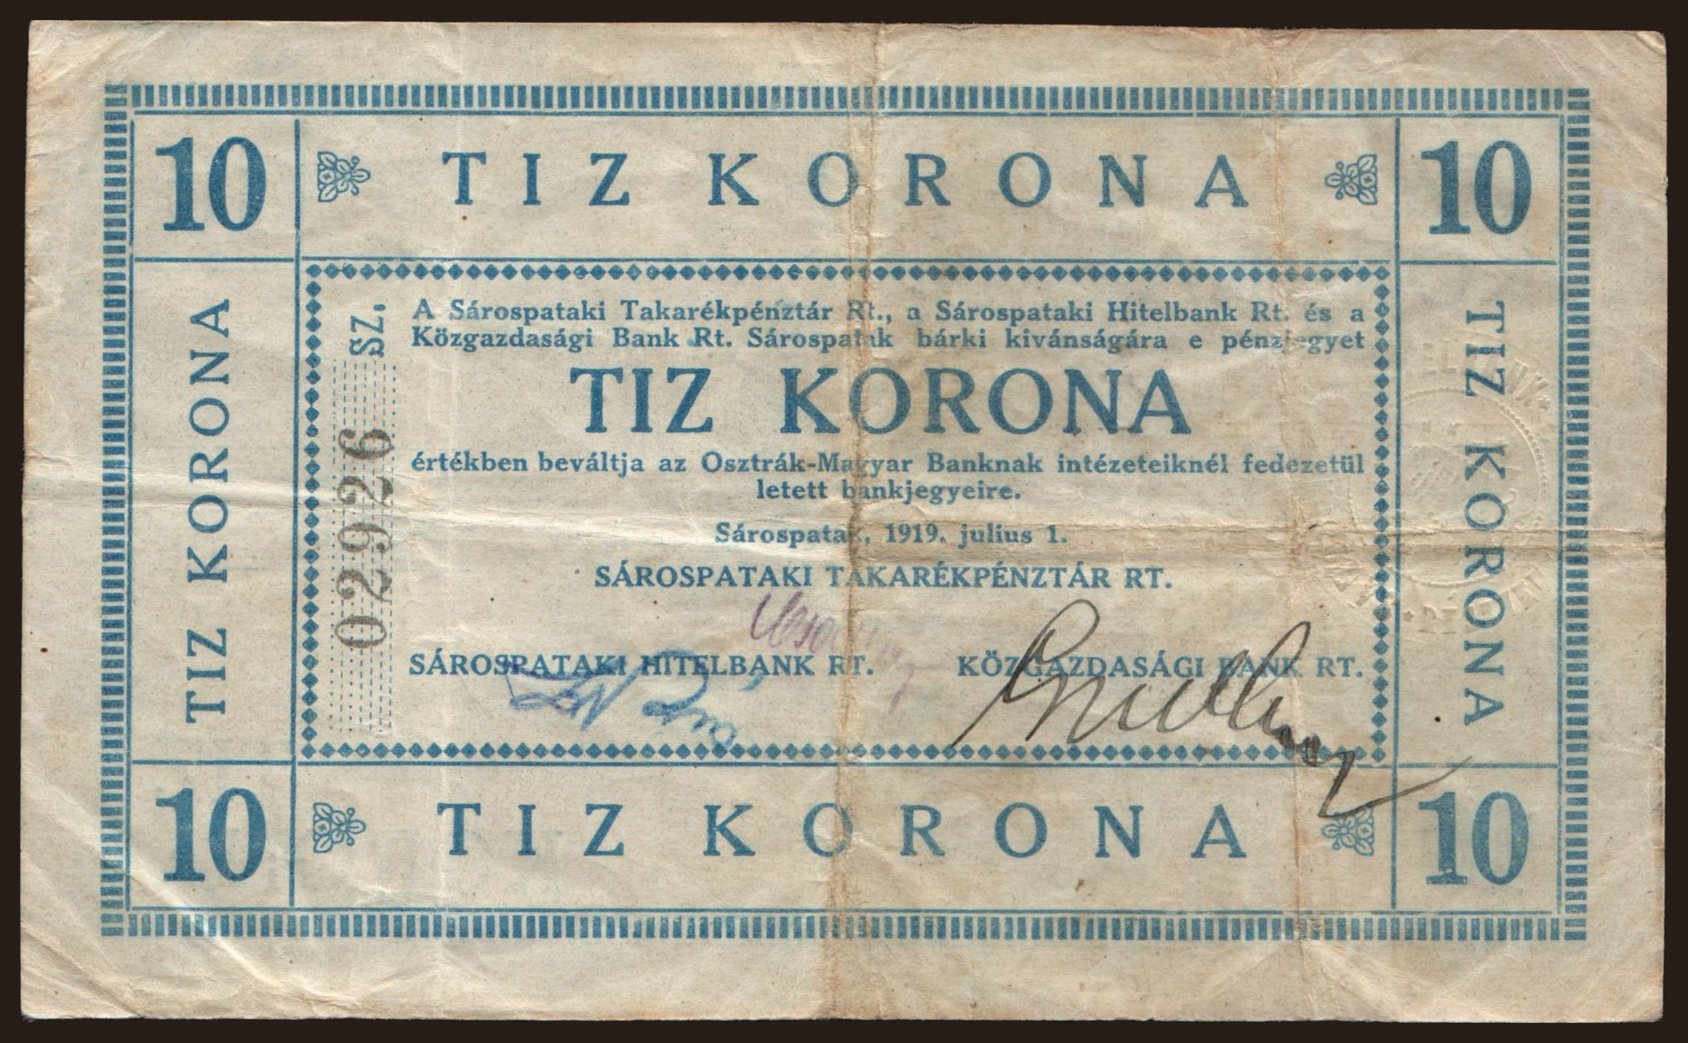 10
TIZ KORONA
10
TIZ KORONA
SZ.
02926
A Sárospataki Takarékpénztár Rt., a Sárospataki Hitelbank Rt. és a
Közgazdasági Bank Rt. Sárospatak bárki kivánságára e pénzjegyet
TIZ KORONA
értékben beváltja az Osztrák-Magyar Banknak intézeteiknél fedezetül
letett bankjegyeire.
Sárospatak, 1919. julius 1.
SÁROSPATAKI TAKARÉKPÉNZTÁR RT.
SÁROSPATAKI HITELBANK RT.
KÖZGAZDASÁGI BANK RT.
TIZ KORONA
10
TIZ KORONA
10